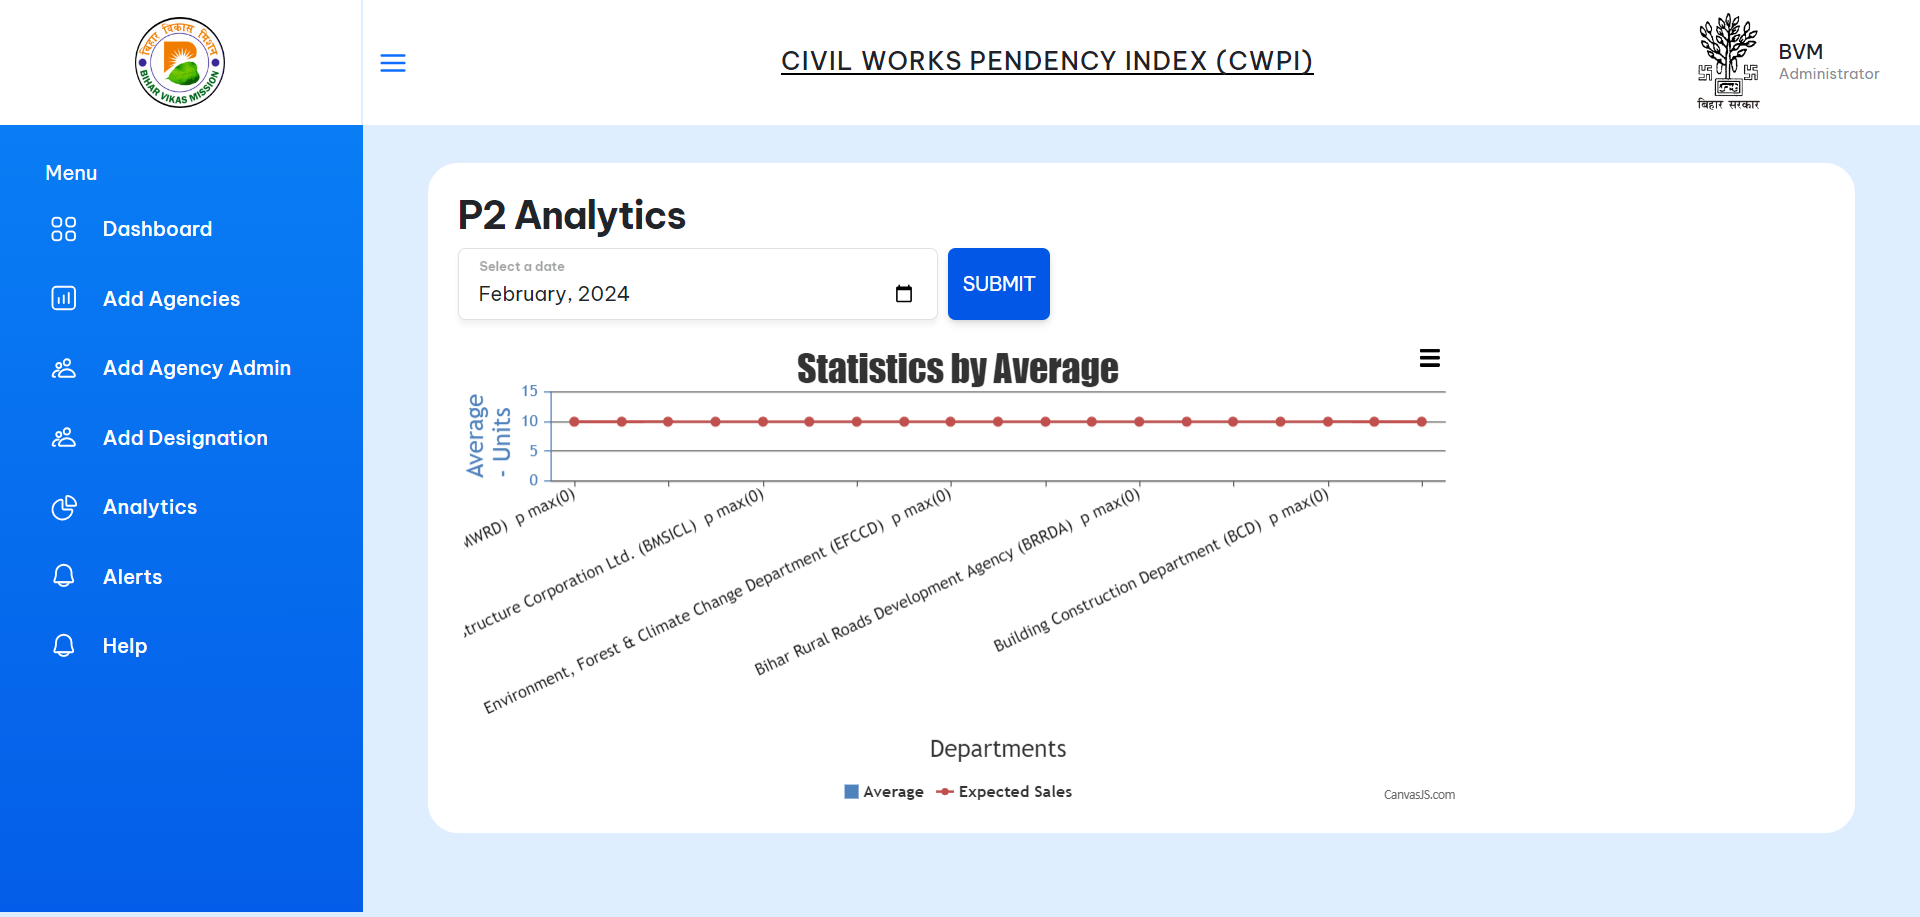 बिहार विकास मिशन
BIHAR VIKAS MISSION
CIVIL WORKS PENDENCY INDEX (CWPI)
बिहार सरकार
BVM
Administrator
Menu
Dashboard
Add Agencies
Add Agency Admin
Add Designation
Analytics
Alerts
Help
P2 Analytics
Select a date
February, 2024
SUBMIT
Statistics by Average
Average
- Units
15
10
5
0
MWRD) p max(0)
structure Corporation Ltd. (BMSICL) p max(0)
Environment, Forest & Climate Change Department (EFCCD) p max(0)
Bihar Rural Roads Development Agency (BRRDA) p max(0)
Building Construction Department (BCD) p max(0)
Departments
Average
Expected Sales
CanvasJS.com